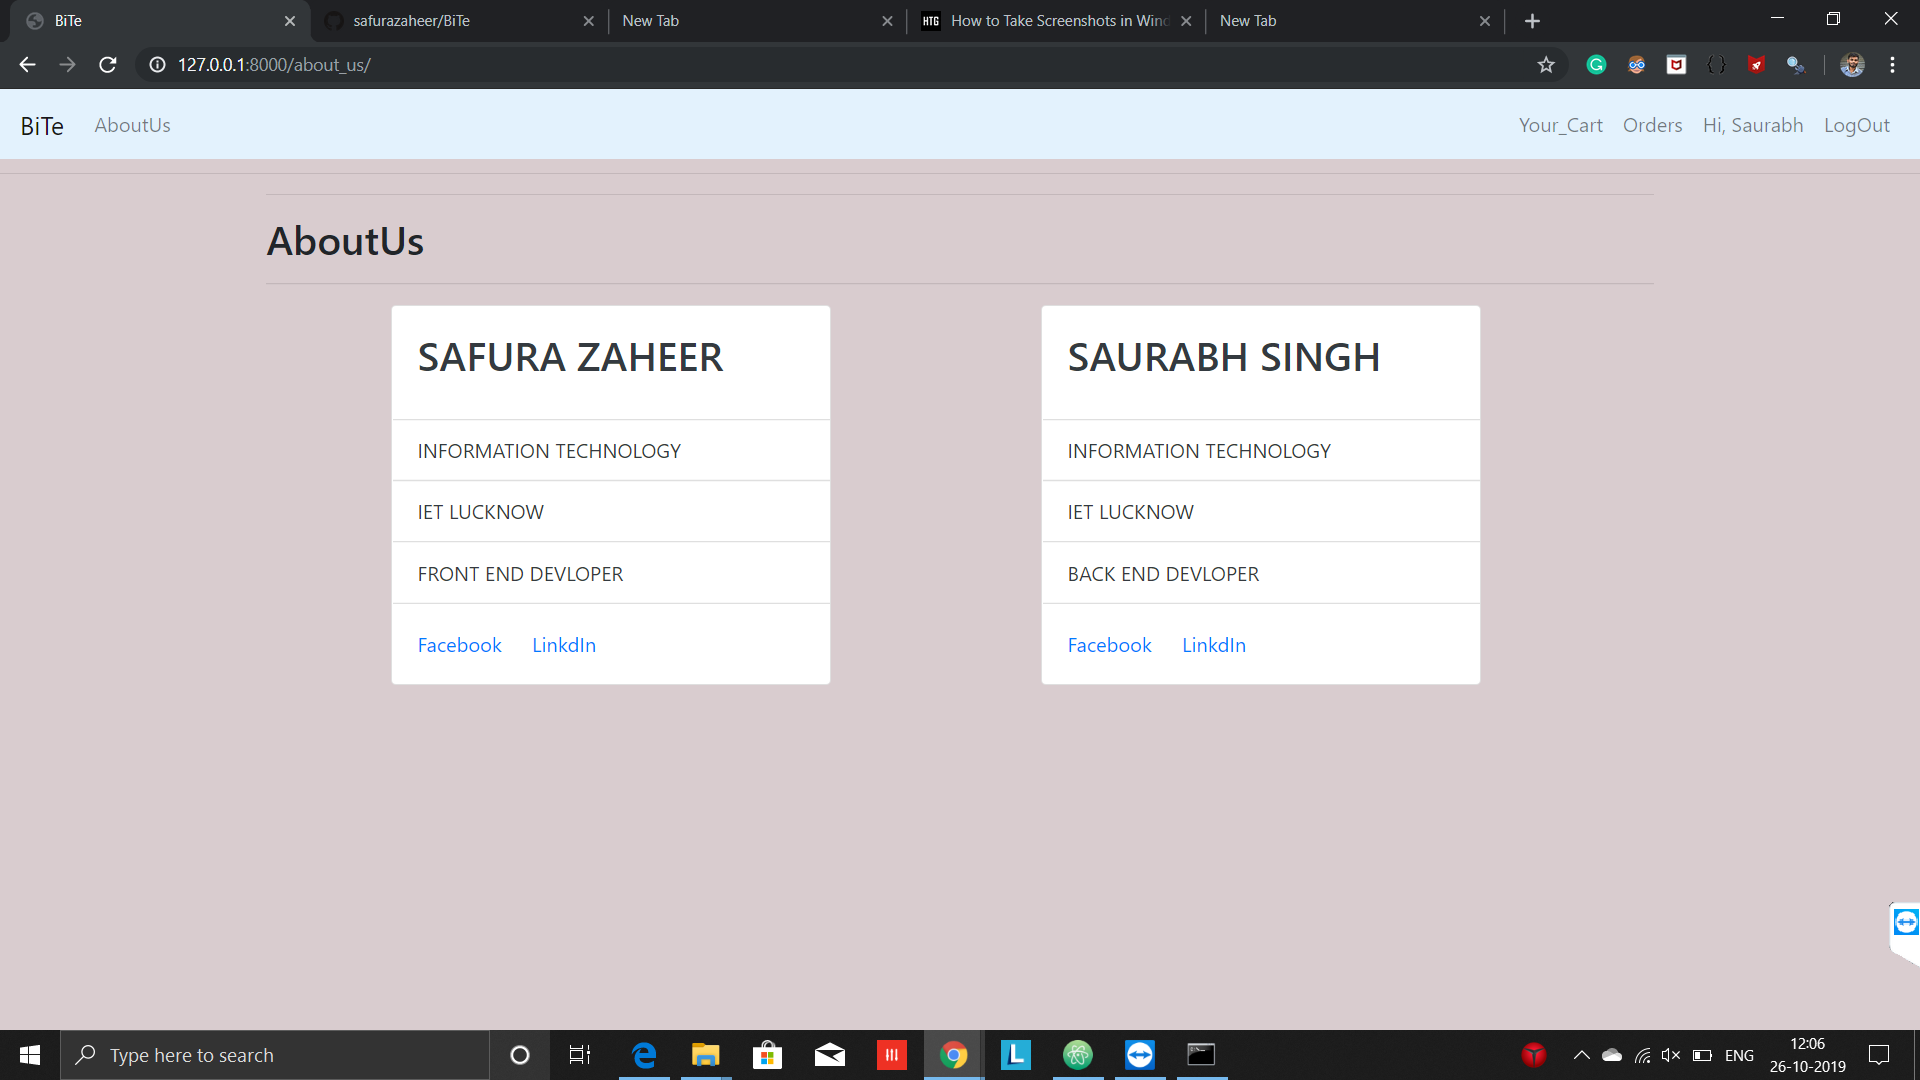 BiTe
safurazaheer/BiTe
New Tab
HTG How to Take Screenshots in Wind
New Tab
127.0.0.1:8000/about_us/
BiTe AboutUs Your_Cart Orders Hi, Saurabh LogOut
AboutUs
SAFURA ZAHEER
INFORMATION TECHNOLOGY
IET LUCKNOW
FRONT END DEVLOPER
Facebook LinkdIn
SAURABH SINGH
INFORMATION TECHNOLOGY
IET LUCKNOW
BACK END DEVLOPER
Facebook LinkdIn
Type here to search
L
ENG
12:06
26-10-2019